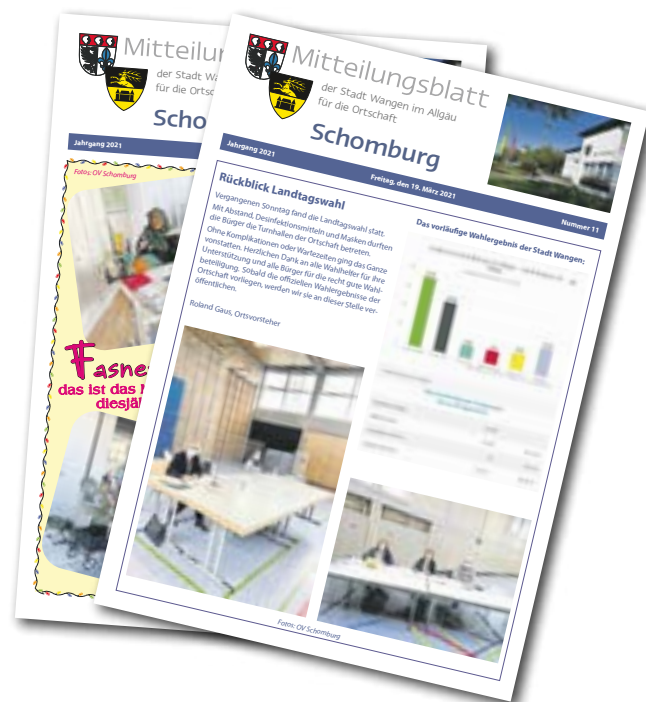 Mitteilun
der Stadt Wa
für die Ortsc
Scho
Jahrgang 2021
Fotos: OV Schomburg
Fasne
das ist das
diesjä
Mitteilungsblatt
der Stadt Wangen im Allgäu
für die Ortschaft
Schomburg
Jahrgang 2021
Freitag, den 19. März 2021
Nummer 11
Rückblick Landtagswahl
Vergangenen Sonntag fand die Landtagswahl statt.
Mit Abstand, Desinfektionsmitteln und Masken durften
die Bürger die Turnhallen der Ortschaft betreten.
Ohne Komplikationen oder Wartezeiten ging das Ganze
vonstatten. Herzlichen Dank an alle Wahlhelfer für ihre
Unterstützung und alle Bürger für die recht gute Wahl-
beteiligung. Sobald die offiziellen Wahlergebnisse der
Ortschaft vorliegen, werden wir sie an dieser Stelle ver-
öffentlichen.
Roland Gaus, Ortsvorsteher
Das vorläufige Wahlergebnis der Stadt Wangen:
Fotos: OV Schomburg